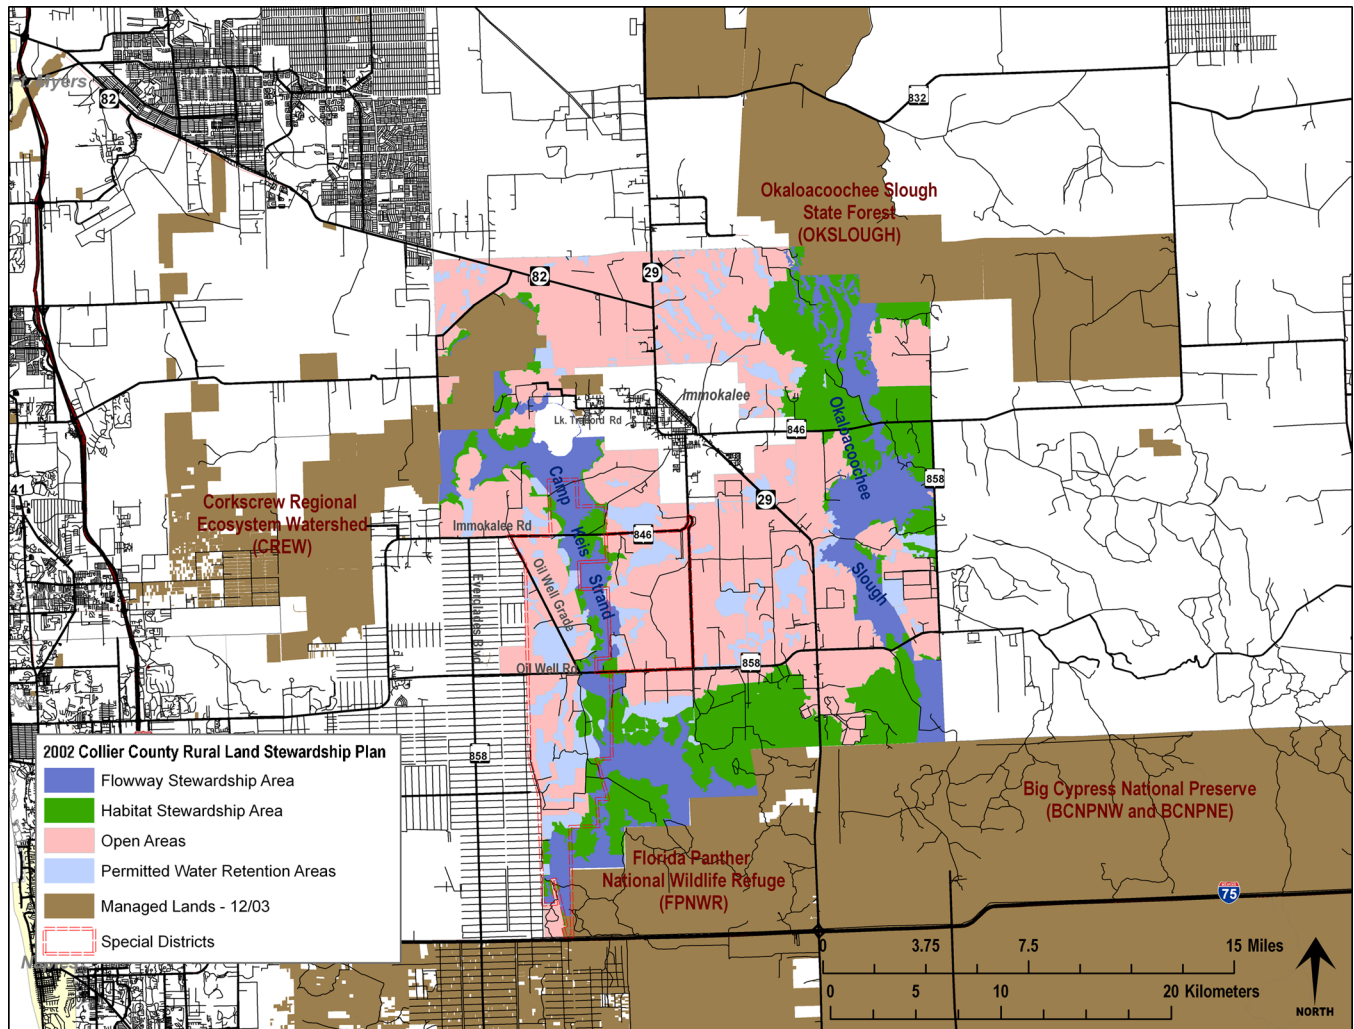 Ft. Myers
82
832
Okaloacoochee Slough
State Forest
(OKSLOUGH)
82
29
Immokalee
Lk. Trafford Rd
846
Okaloacoochee
Slough
858
41
Corkscrew Regional
Ecosystem Watershed
(CREW)
Camp
Keis
Strand
29
Immokalee Rd
846
Oil Well Grade
Everglades Blvd
Oil Well Rd
858
858
2002 Collier County Rural Land Stewardship Plan
Flowway Stewardship Area
Habitat Stewardship Area
Open Areas
Permitted Water Retention Areas
Managed Lands - 12/03
Special Districts
Big Cypress National Preserve
(BCNPNW and BCNPNE)
Florida Panther
National Wildlife Refuge
(FPNWR)
75
0 3.75 7.5 15 Miles
0 5 10 20 Kilometers
NORTH